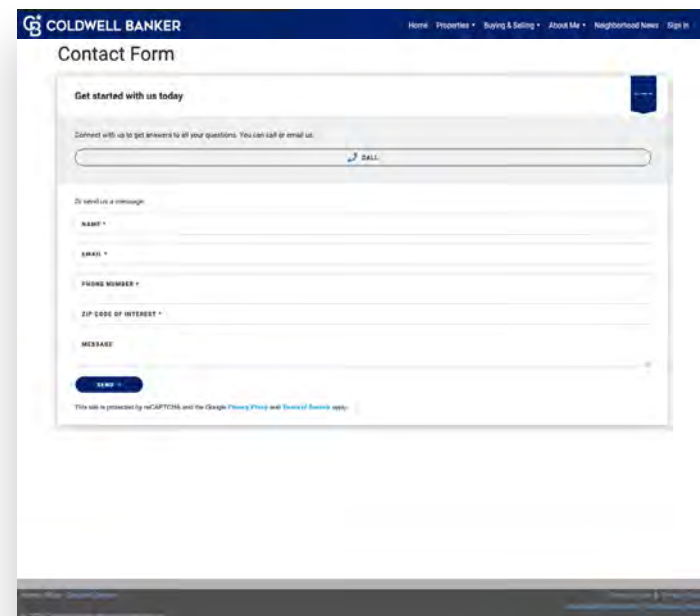 CB COLDWELL BANKER
Home Properties Buying & Selling About Me Neighborhood News Sign In
Contact Form
Get started with us today
Connect with us to get answers to all your questions. You can call or email us.
CALL
Or send us a message
NAME *
EMAIL *
PHONE NUMBER *
ZIP CODE OF INTEREST *
MESSAGE
SEND
This site is protected by reCAPTCHA and the Google Privacy Policy and Terms of Service apply.